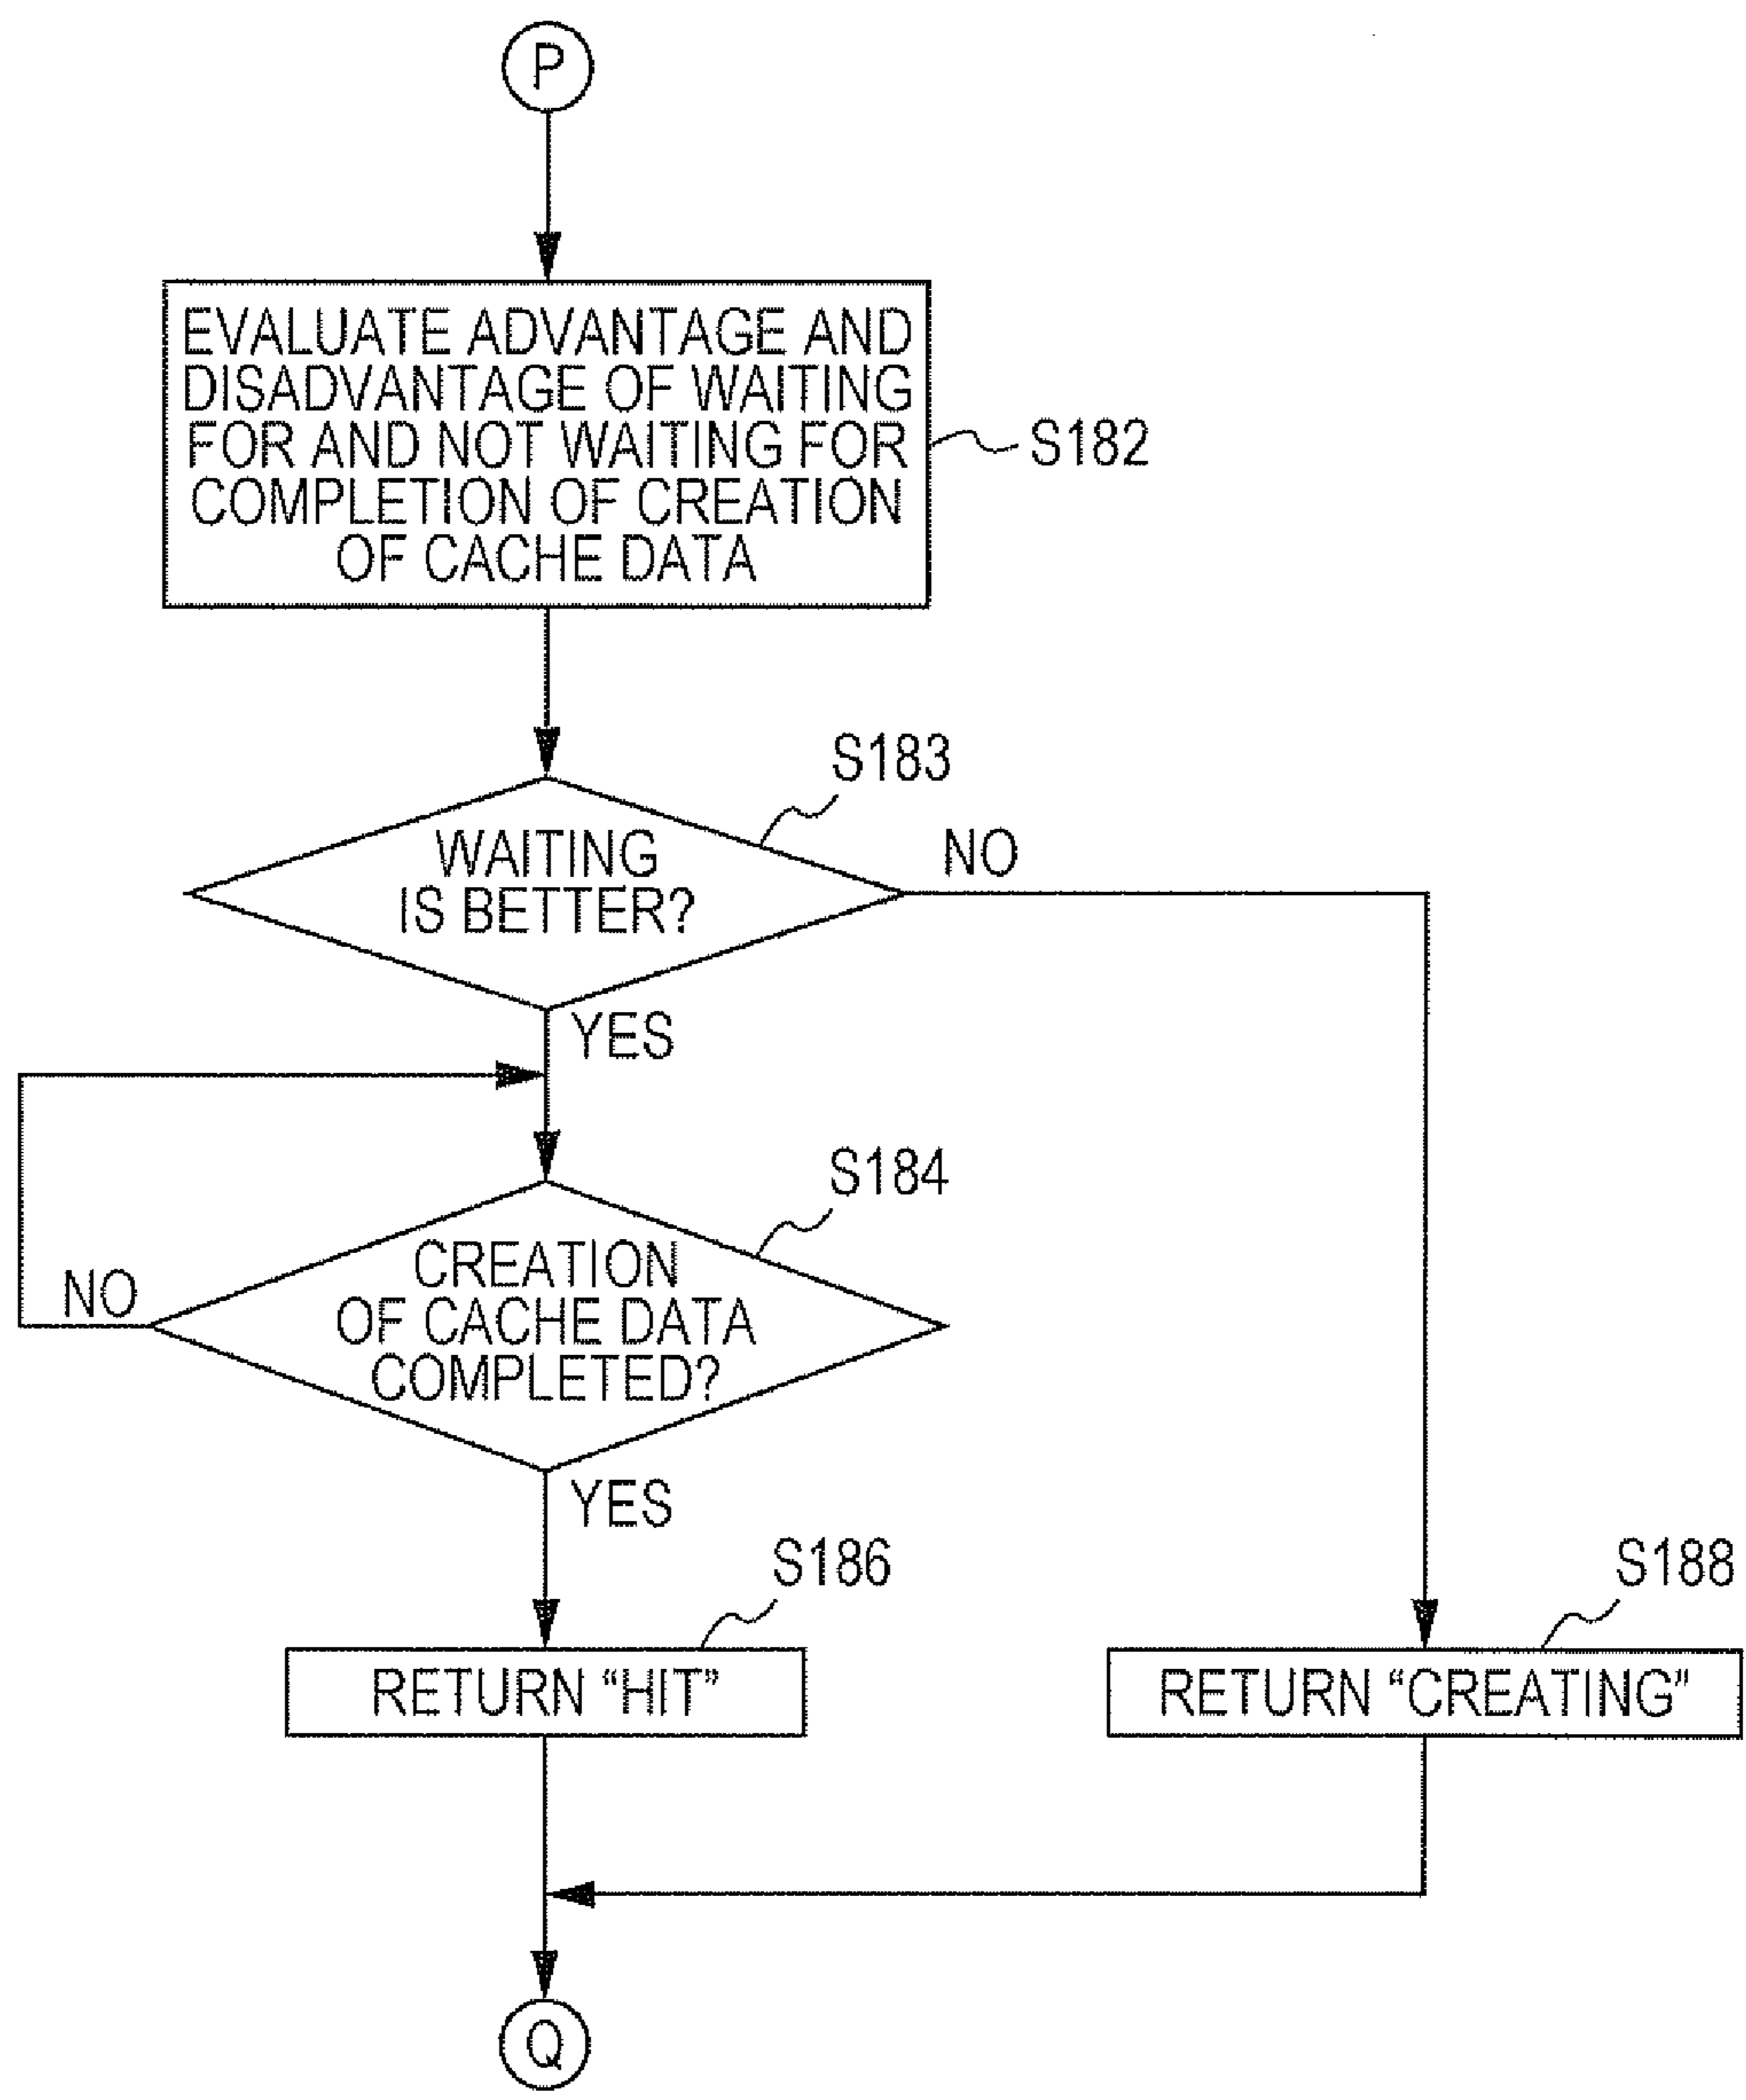 P
EVALUATE ADVANTAGE AND
DISADVANTAGE OF WAITING
FOR AND NOT WAITING FOR
COMPLETION OF CREATION
OF CACHE DATA
S182
S183
WAITING
IS BETTER?
NO
YES
S184
CREATION
OF CACHE DATA
COMPLETED?
NO
YES
S186
RETURN “HIT”
S188
RETURN “CREATING”
Q